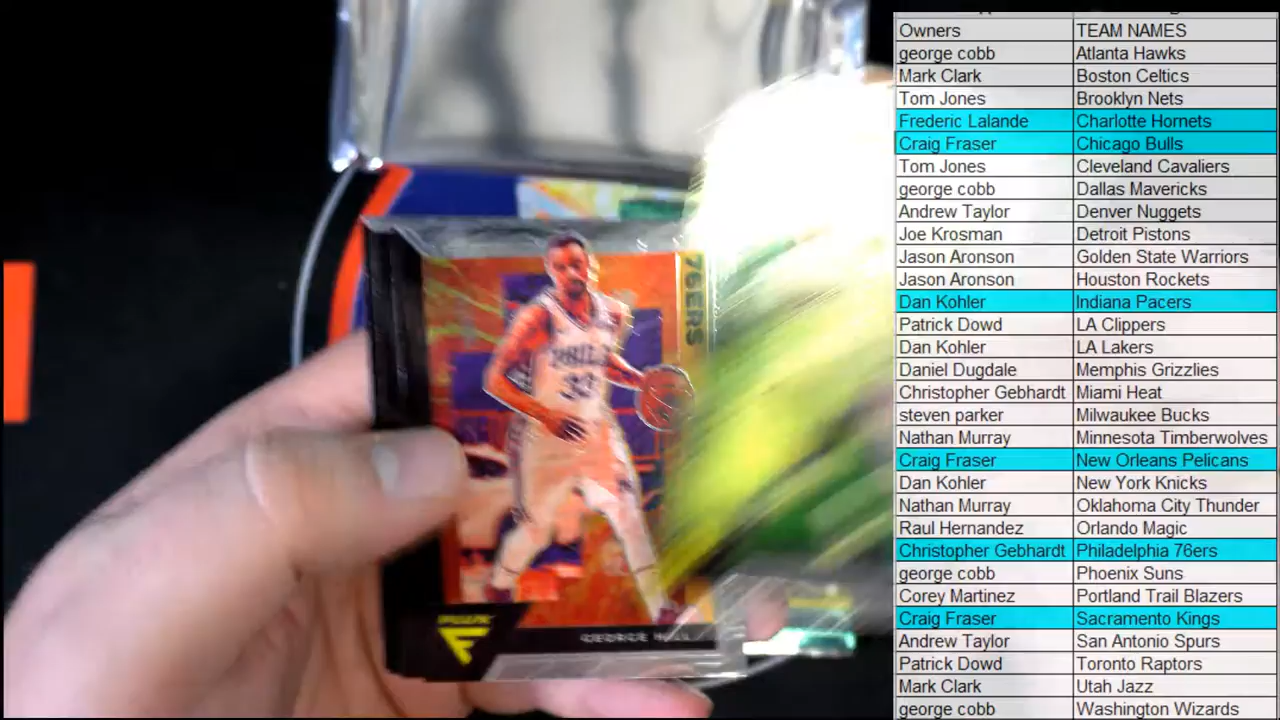 Owners TEAM NAMES
george cobb Atlanta Hawks
Mark Clark Boston Celtics
Tom Jones Brooklyn Nets
Frederic Lalande Charlotte Hornets
Craig Fraser Chicago Bulls
Tom Jones Cleveland Cavaliers
george cobb Dallas Mavericks
Andrew Taylor Denver Nuggets
Joe Krosman Detroit Pistons
Jason Aronson Golden State Warriors
Jason Aronson Houston Rockets
Dan Kohler Indiana Pacers
Patrick Dowd LA Clippers
Dan Kohler LA Lakers
Daniel Dugdale Memphis Grizzlies
Christopher Gebhardt Miami Heat
steven parker Milwaukee Bucks
Nathan Murray Minnesota Timberwolves
Craig Fraser New Orleans Pelicans
Dan Kohler New York Knicks
Nathan Murray Oklahoma City Thunder
Raul Hernandez Orlando Magic
Christopher Gebhardt Philadelphia 76ers
george cobb Phoenix Suns
Corey Martinez Portland Trail Blazers
Craig Fraser Sacramento Kings
Andrew Taylor San Antonio Spurs
Patrick Dowd Toronto Raptors
Mark Clark Utah Jazz
george cobb Washington Wizards
76ERS
PHILA
33
FLUX
GEORGE HILL